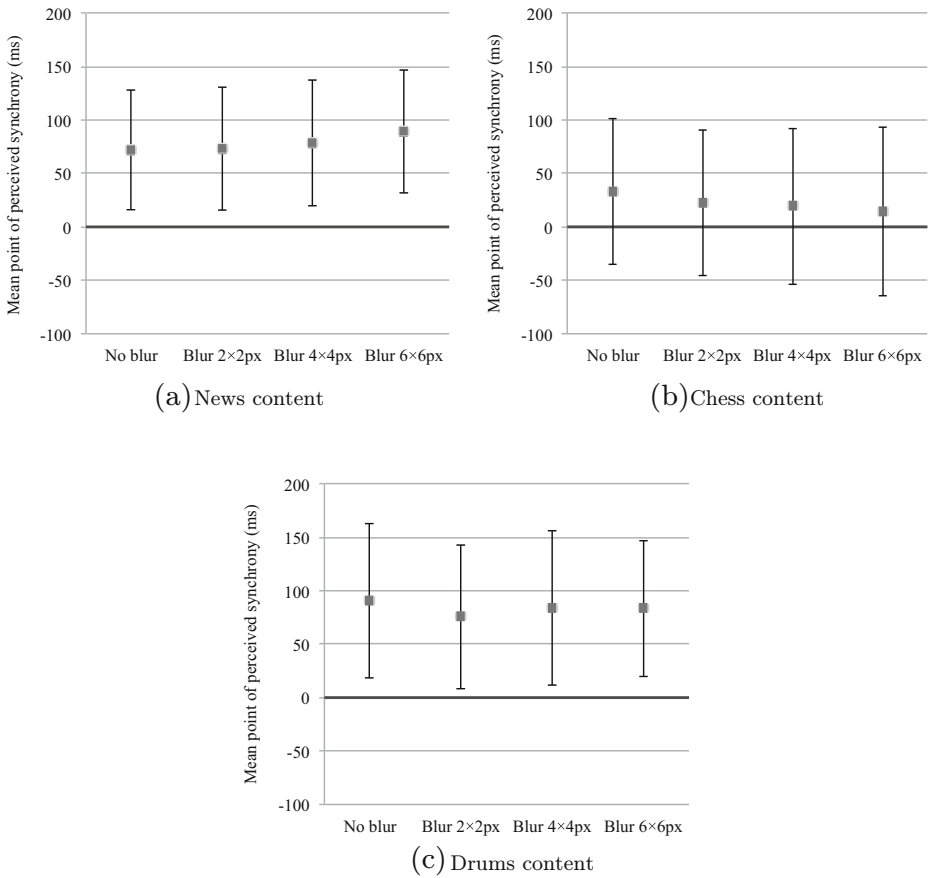 Mean point of perceived synchrony (ms)
200
150
100
50
0
-50
-100
No blur Blur 2×2px Blur 4×4px Blur 6×6px
(a) News content
Mean point of perceived synchrony (ms)
200
150
100
50
0
-50
-100
No blur Blur 2×2px Blur 4×4px Blur 6×6px
(b) Chess content
Mean point of perceived synchrony (ms)
200
150
100
50
0
-50
-100
No blur Blur 2×2px Blur 4×4px Blur 6×6px
(c) Drums content